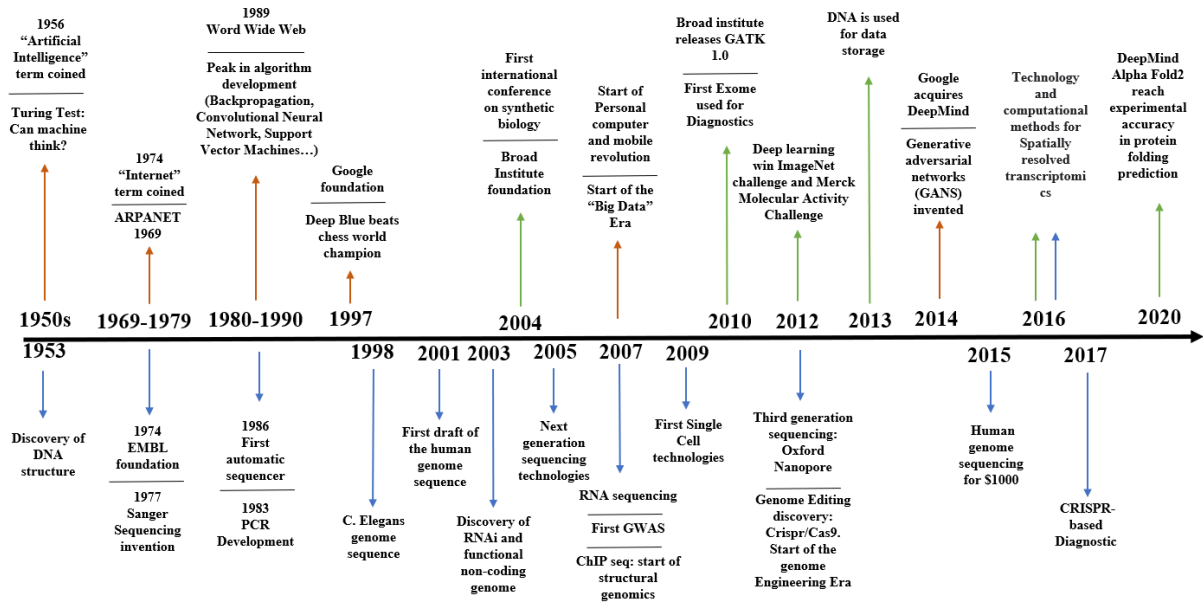 1956
“Artificial
Intelligence”
term coined
Turing Test:
Can machine
think?
1974
“Internet”
term coined
ARPANET
1969
1989
Word Wide Web
Peak in algorithm
development
(Backpropagation,
Convolutional Neural
Network, Support
Vector Machines…)
Google
foundation
Deep Blue beats
chess world
champion
First
international
conference on
synthetic
biology
Broad
Institute
foundation
Start of
Personal
computer
and mobile
revolution
Start of the
“Big Data”
Era
Broad institute
releases GATK
1.0
First Exome
used for
Diagnostics
Deep learning
win ImageNet
challenge and Merck
Molecular Activity
Challenge
DNA is used
for data
storage
Google
acquires
DeepMind
Generative
adversarial
networks
(GANS)
invented
Technology
and
computational
methods for
Spatially
resolved
transcriptomi
cs
DeepMind
Alpha Fold2
reach
experimental
accuracy
in protein
folding
prediction
1950s
1969-1979
1980-1990
1997
2004
2010
2012
2013
2014
2016
2020
1953
1998
2001
2003
2005
2007
2009
2015
2017
Discovery of
DNA
structure
1974
EMBL
foundation
1977
Sanger
Sequencing
invention
1986
First
automatic
sequencer
1983
PCR
Development
C. Elegans
genome
sequence
First draft of
the human
genome
sequence
Discovery of
RNAi and
functional
non-coding
genome
Next
generation
sequencing
technologies
RNA sequencing
First GWAS
ChIP seq: start of
structural
genomics
First Single
Cell
technologies
Third generation
sequencing:
Oxford
Nanopore
Genome Editing
discovery:
Crispr/Cas9.
Start of the
genome
Engineering Era
Human
genome
sequencing
for $1000
CRISPR-
based
Diagnostic